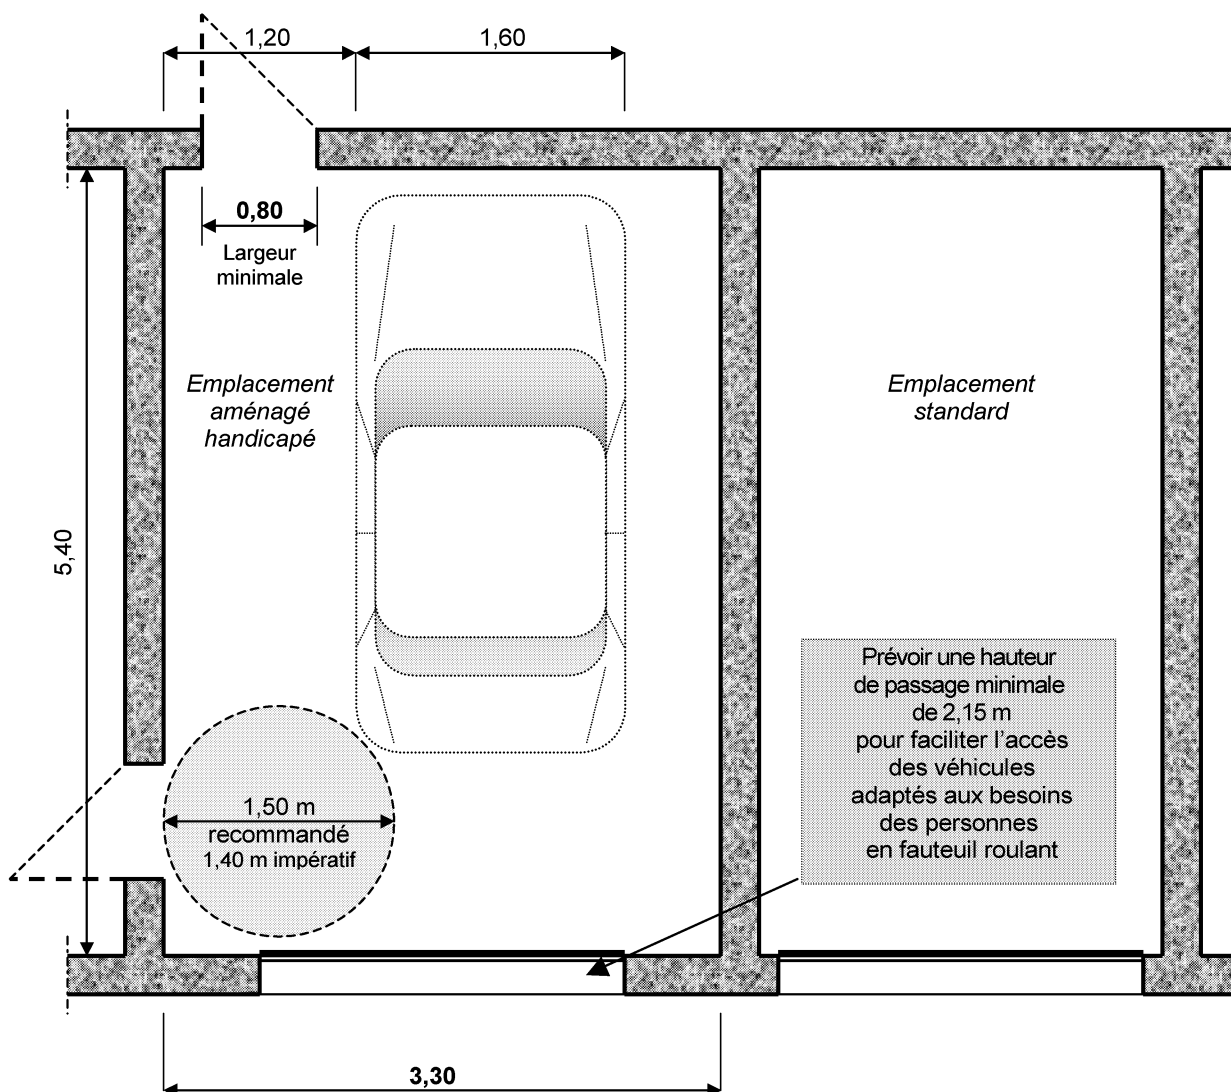 1,20
1,60
0,80
Largeur
minimale
Emplacement
aménagé
handicapé
Emplacement
standard
5,40
Prévoir une hauteur
de passage minimale
de 2,15 m
pour faciliter l'accès
des véhicules
adaptés aux besoins
des personnes
en fauteuil roulant
1,50 m
recommandé
1,40 m impératif
3,30